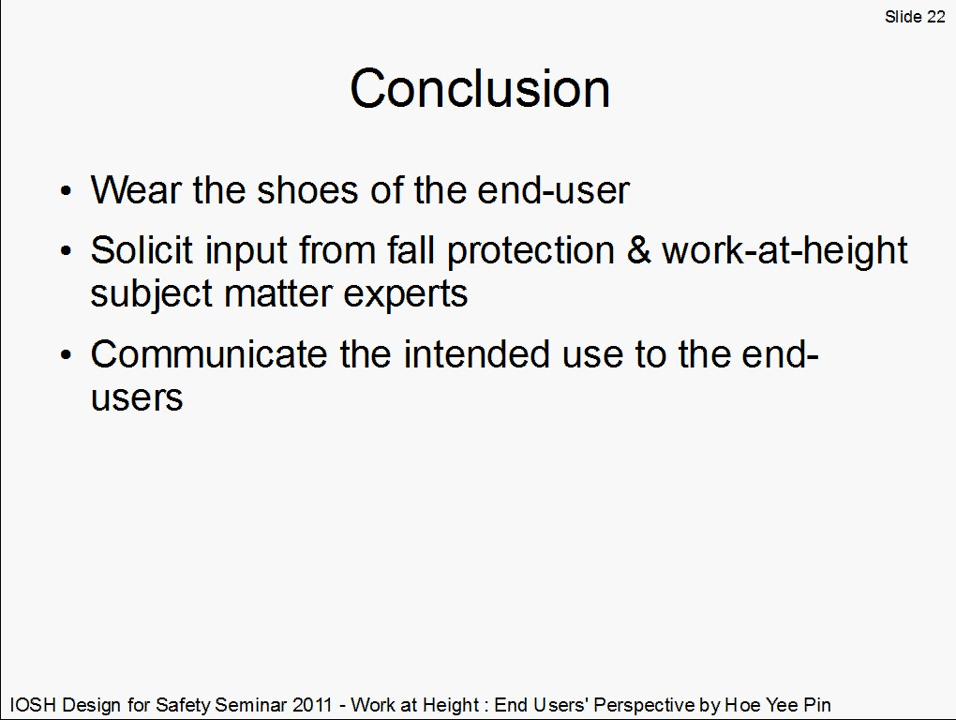 Slide 22
Conclusion
• Wear the shoes of the end-user
• Solicit input from fall protection & work-at-height
subject matter experts
• Communicate the intended use to the end-
users
IOSH Design for Safety Seminar 2011 - Work at Height : End Users' Perspective by Hoe Yee Pin